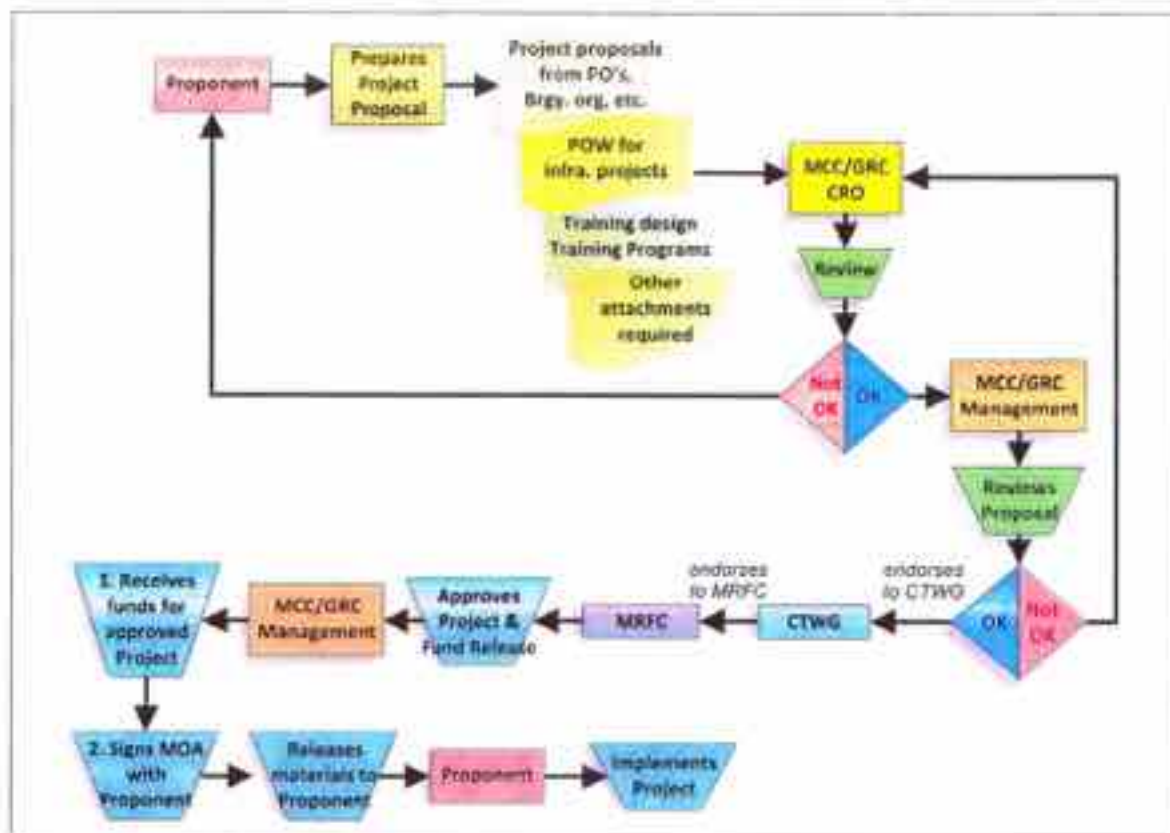 Proponent
Prepares
Project
Proposal
Project proposals
from PO's,
Brgy. org, etc.
POW for
infra. projects
Training design
Training Programs
Other
attachments
required
MCC/GRC
CRO
Review
Not
OK
OK
MCC/GRC
Management
Reviews
Proposal
OK
Not
OK
endorses
to CTWG
CTWG
endorses
to MRFC
MRFC
Approves
Project &
Fund Release
MCC/GRC
Management
1. Receives
funds for
approved
Project
2. Signs MOA
with
Proponent
Releases
materials to
Proponent
Proponent
Implements
Project